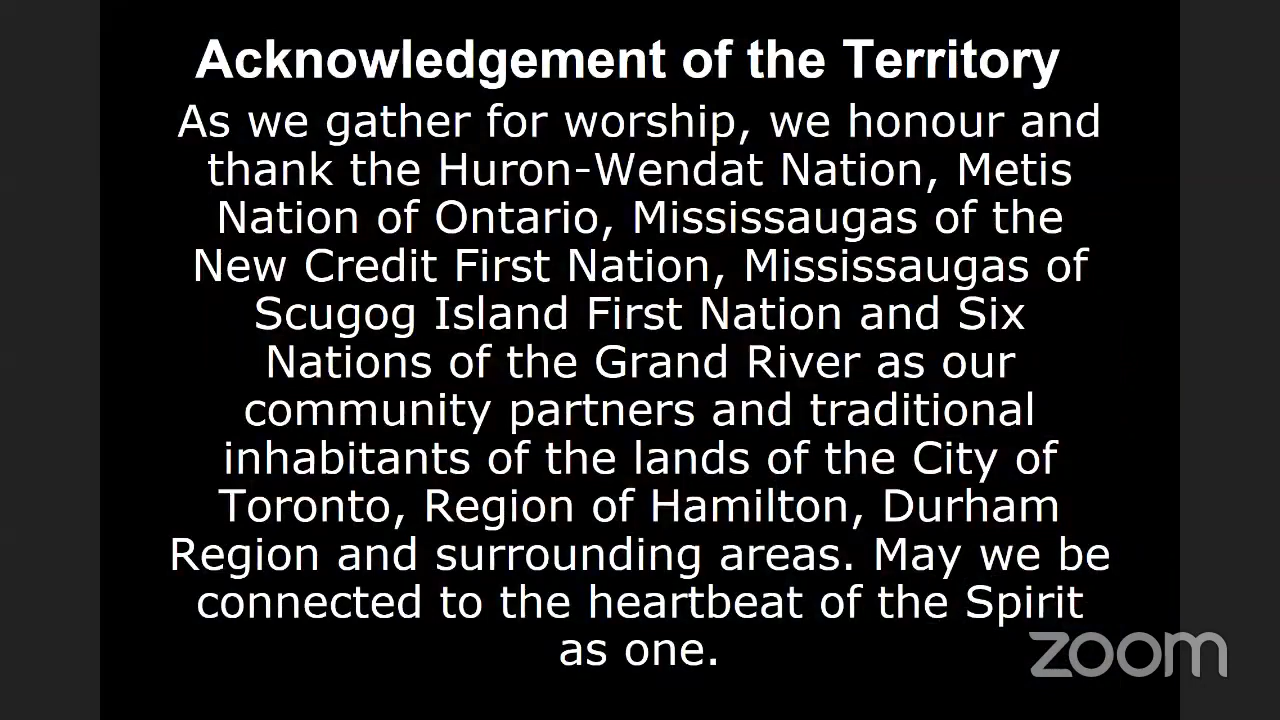 Acknowledgement of the Territory
As we gather for worship, we honour and
thank the Huron-Wendat Nation, Metis
Nation of Ontario, Mississaugas of the
New Credit First Nation, Mississaugas of
Scugog Island First Nation and Six
Nations of the Grand River as our
community partners and traditional
inhabitants of the lands of the City of
Toronto, Region of Hamilton, Durham
Region and surrounding areas. May we be
connected to the heartbeat of the Spirit
as one.
zoom